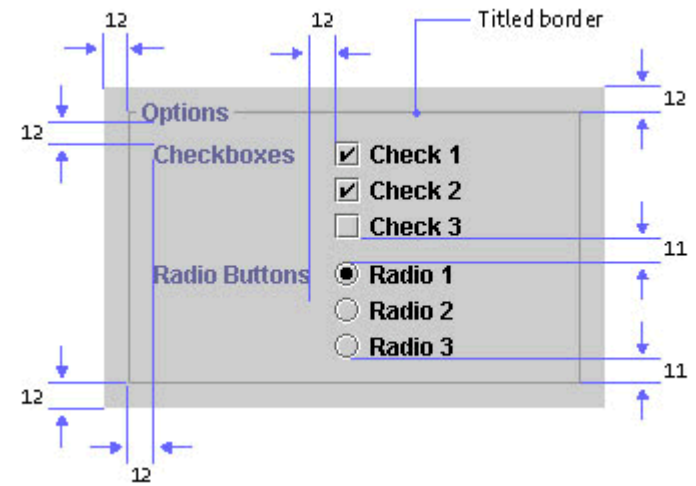 12
12
Titled border
Options
12
12
Checkboxes
Check 1
Check 2
Check 3
11
Radio Buttons
Radio 1
Radio 2
Radio 3
11
12
12